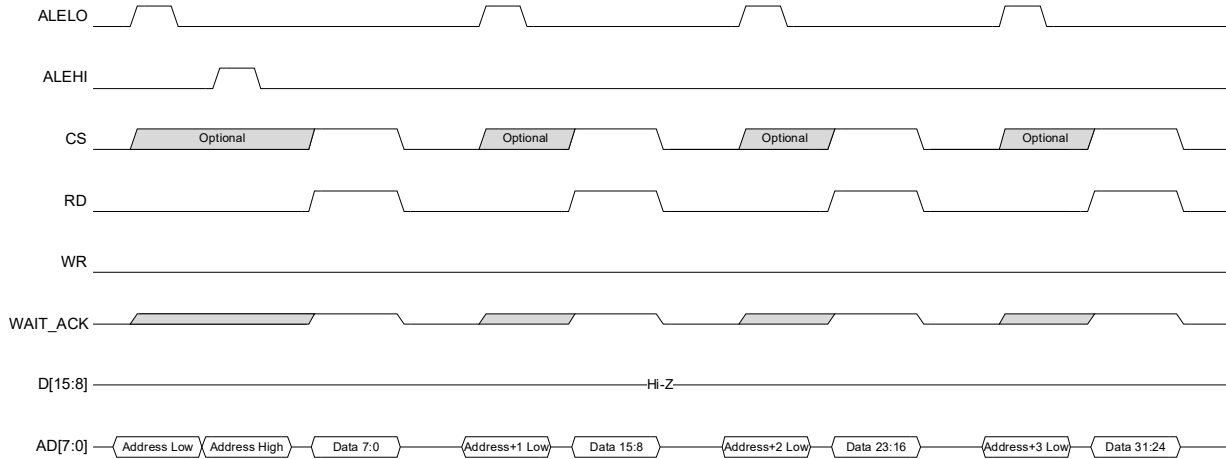 ALELO
ALEHI
CS Optional Optional Optional Optional
RD
WR
WAIT_ACK
D[15:8] Hi-Z
AD[7:0] Address Low Address High Data 7:0 Address+1 Low Data 15:8 Address+2 Low Data 23:16 Address+3 Low Data 31:24